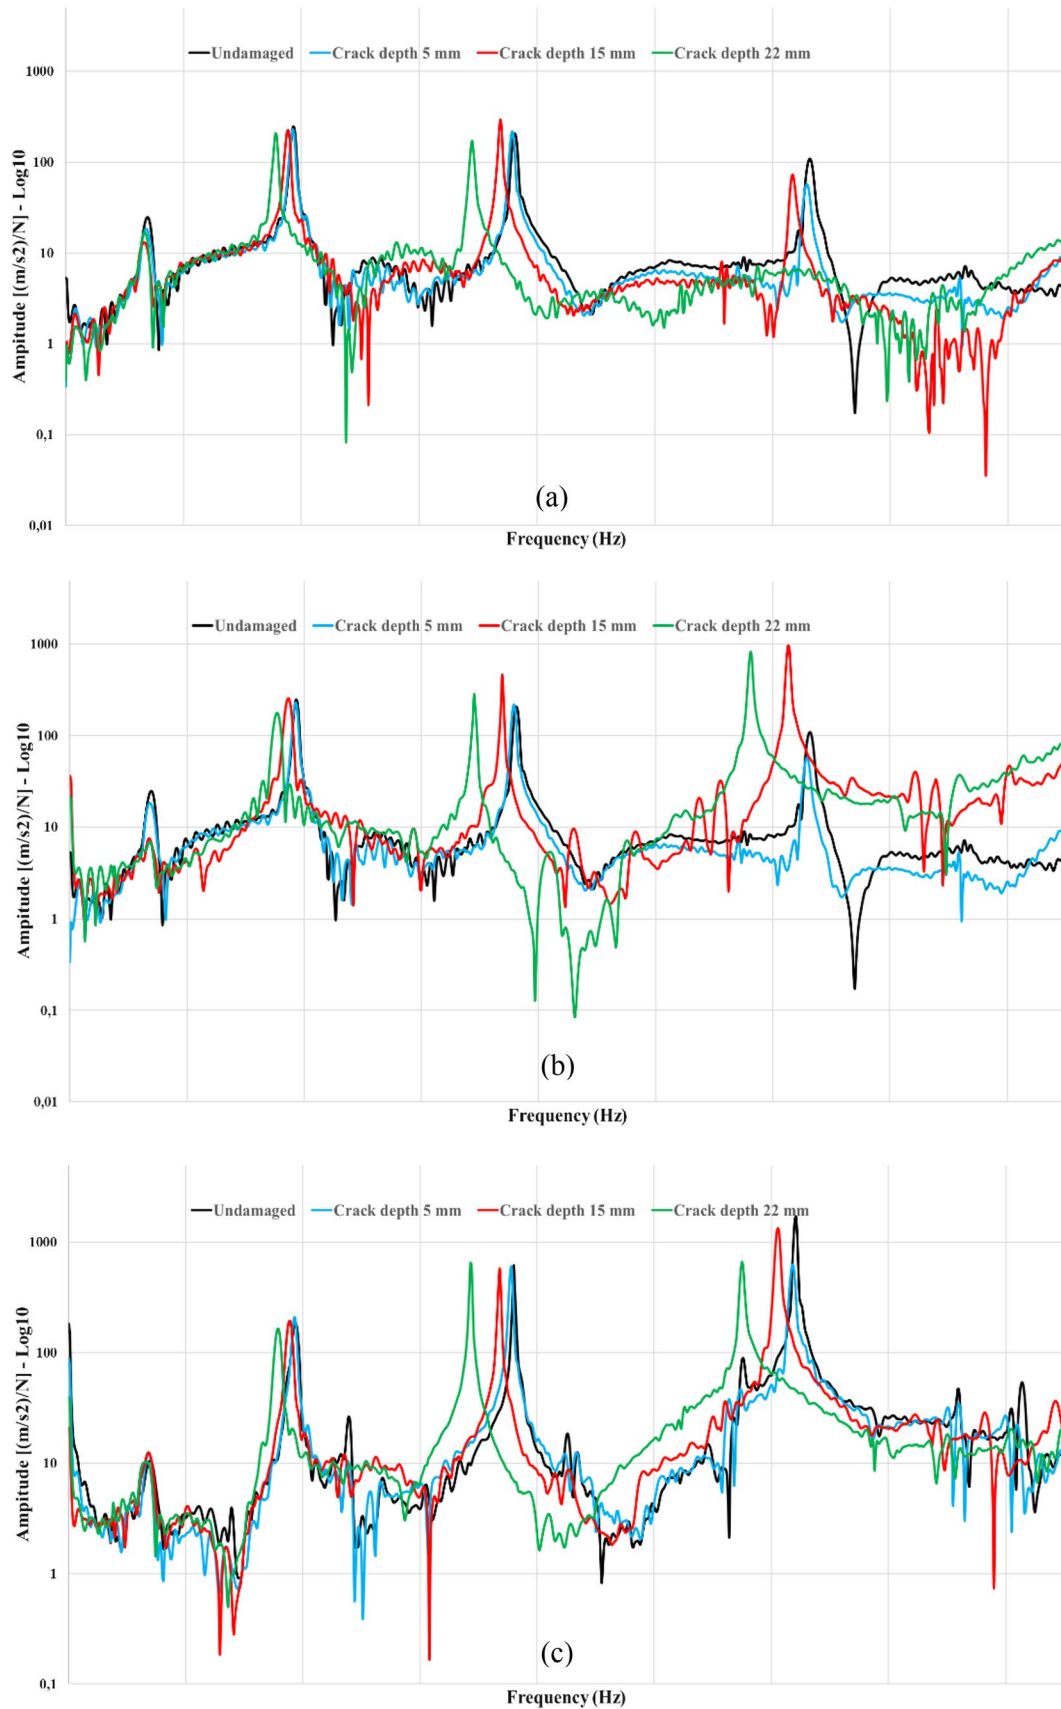 Undamaged Crack depth 5 mm Crack depth 15 mm Crack depth 22 mm
Ampitude [(m/s2)/N] - Log10
1000
100
10
1
0,1
0,01
(a)
Frequency (Hz)
Undamaged Crack depth 5 mm Crack depth 15 mm Crack depth 22 mm
Ampitude [(m/s2)/N] - Log10
1000
100
10
1
0,1
0,01
(b)
Frequency (Hz)
Undamaged Crack depth 5 mm Crack depth 15 mm Crack depth 22 mm
Ampitude [(m/s2)/N] - Log10
1000
100
10
1
0,1
(c)
Frequency (Hz)